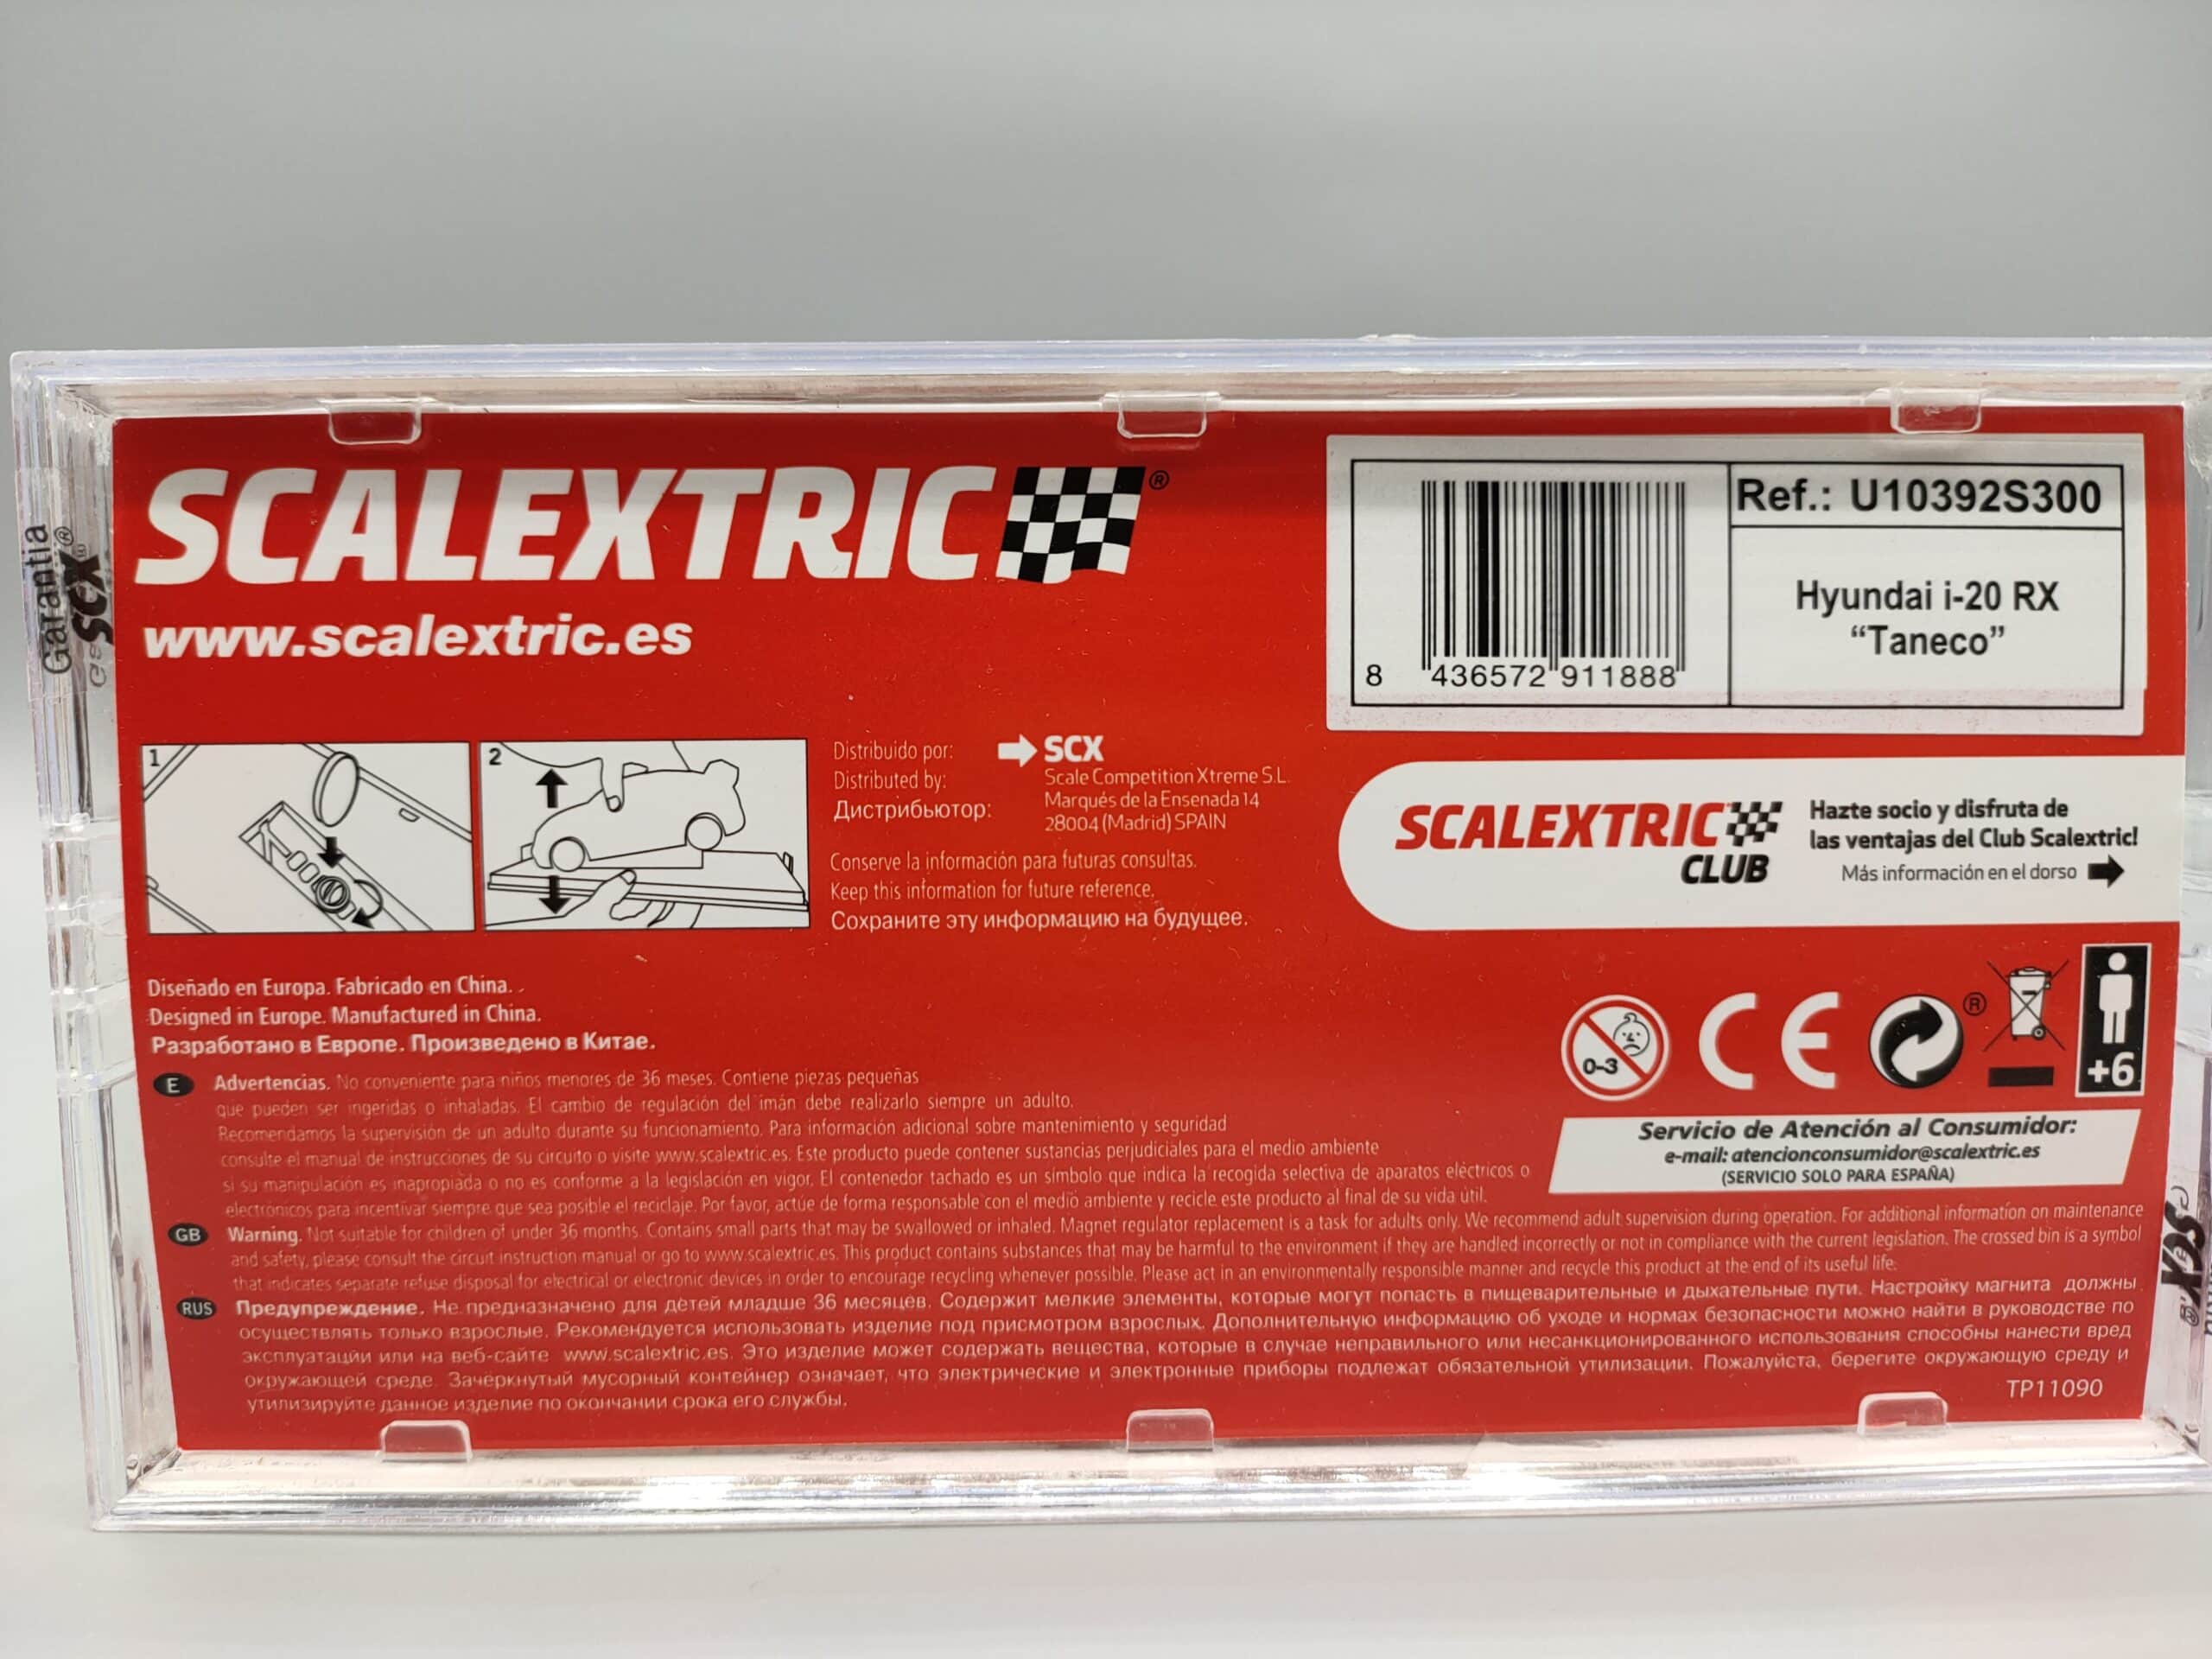 SCALEXTRIC®
www.scalextric.es
Ref.: U10392S300
Hyundai i-20 RX
“Taneco”
8 436572 911888
Garantía
SCX®
1
2
Distribuido por:
Distributed by:
Дистрибьютор:
SCX
Scale Competition Xtreme S.L.
Marqués de la Ensenada 14
28004 (Madrid) SPAIN
Conserve la información para futuras consultas.
Keep this information for future reference.
Сохраните эту информацию на будущее.
SCALEXTRIC
CLUB
Hazte socio y disfruta de
las ventajas del Club Scalextric!
Más información en el dorso
Diseñado en Europa. Fabricado en China.
Designed in Europe. Manufactured in China.
Разработано в Европе. Произведено в Китае.
0-3
CE
®
+6
Servicio de Atención al Consumidor:
e-mail: atencionconsumidor@scalextric.es
(SERVICIO SOLO PARA ESPAÑA)
E Advertencias. No conveniente para niños menores de 36 meses. Contiene piezas pequeñas
que pueden ser ingeridas o inhaladas. El cambio de regulación del imán debe realizarlo siempre un adulto.
Recomendamos la supervisión de un adulto durante su funcionamiento. Para información adicional sobre mantenimiento y seguridad
consulte el manual de instrucciones de su circuito o visite www.scalextric.es. Este producto puede contener sustancias perjudiciales para el medio ambiente
si su manipulación es inapropiada o no es conforme a la legislación en vigor. El contenedor tachado es un símbolo que indica la recogida selectiva de aparatos eléctricos o
electrónicos para incentivar siempre que sea posible el reciclaje. Por favor, actúe de forma responsable con el medio ambiente y recicle este producto al final de su vida útil.
GB Warning. Not suitable for children of under 36 months. Contains small parts that may be swallowed or inhaled. Magnet regulator replacement is a task for adults only. We recommend adult supervision during operation. For additional information on maintenance
and safety, please consult the circuit instruction manual or go to www.scalextric.es. This product contains substances that may be harmful to the environment if they are handled incorrectly or not in compliance with the current legislation. The crossed bin is a symbol
that indicates separate refuse disposal for electrical or electronic devices in order to encourage recycling whenever possible. Please act in an environmentally responsible manner and recycle this product at the end of its useful life.
RUS Предупреждение. Не предназначено для детей младше 36 месяцев. Содержит мелкие элементы, которые могут попасть в пищеварительные и дыхательные пути. Настройку магнита должны
осуществлять только взрослые. Рекомендуется использовать изделие под присмотром взрослых. Дополнительную информацию об уходе и нормах безопасности можно найти в руководстве по
эксплуатации или на веб-сайте www.scalextric.es. Это изделие может содержать вещества, которые в случае неправильного или несанкционированного использования способны нанести вред
окружающей среде. Зачёркнутый мусорный контейнер означает, что электрические и электронные приборы подлежат обязательной утилизации. Пожалуйста, берегите окружающую среду и
утилизируйте данное изделие по окончании срока его службы.
TP11090
SCX®